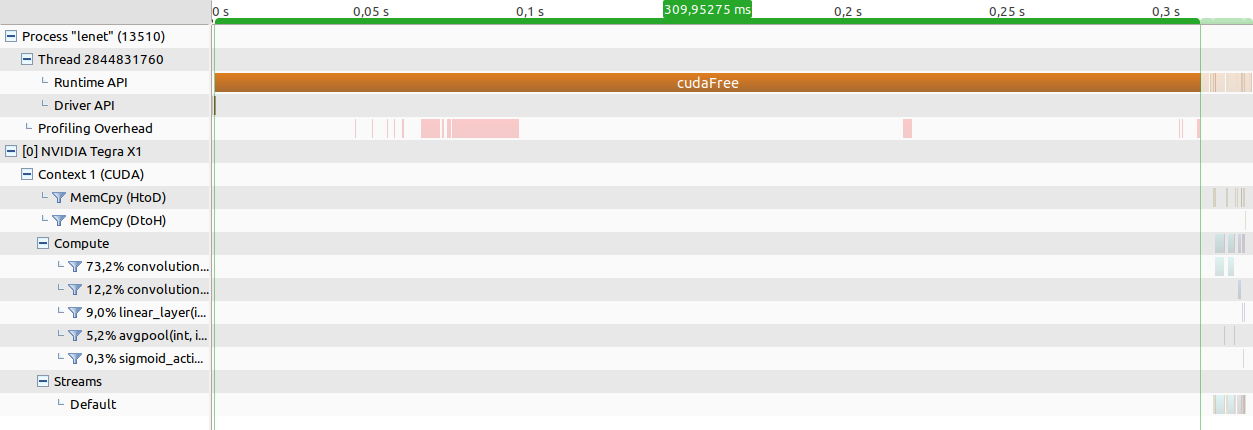 0 s 0,05 s 0,1 s 309,95275 ms 0,2 s 0,25 s 0,3 s
Process "lenet" (13510)
Thread 2844831760
Runtime API cudaFree
Driver API
Profiling Overhead
[0] NVIDIA Tegra X1
Context 1 (CUDA)
MemCpy (HtoD)
MemCpy (DtoH)
Compute
73,2% convolution...
12,2% convolution...
9,0% linear_layer(i...
5,2% avgpool(int, i...
0,3% sigmoid_acti...
Streams
Default